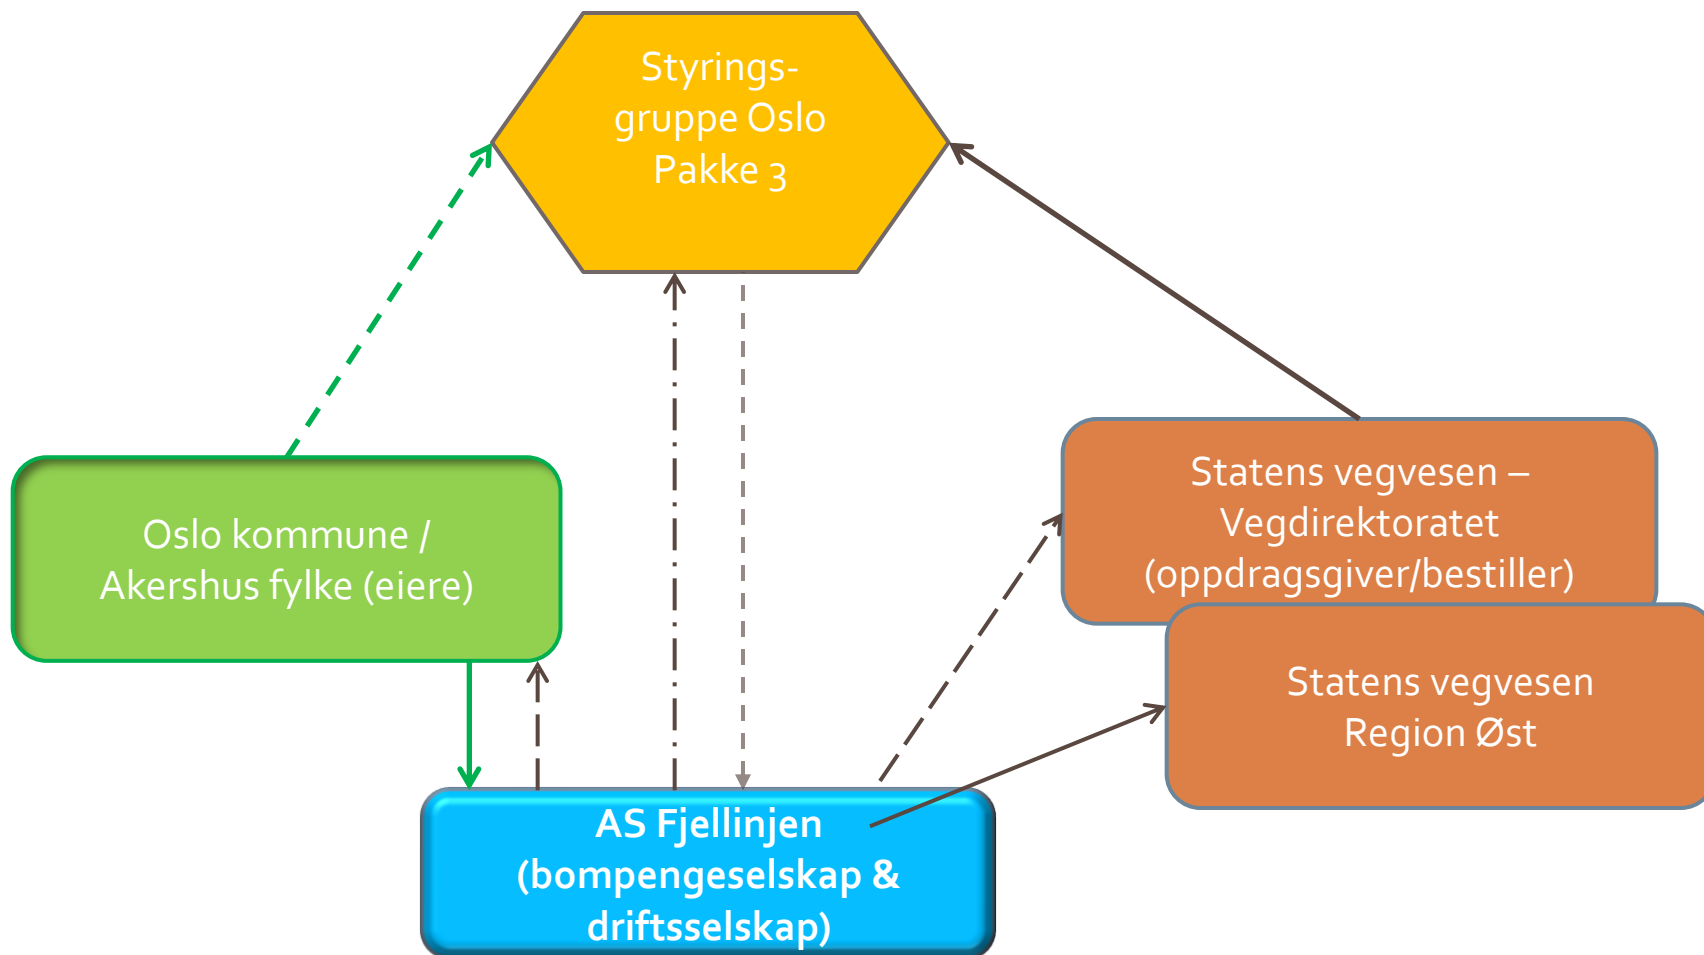 Styrings-
gruppe Oslo
Pakke 3
Oslo kommune /
Akershus fylke (eiere)
Statens vegvesen –
Vegdirektoratet
(oppdragsgiver/bestiller)
Statens vegvesen
Region Øst
AS Fjellinjen
(bompengeselskap &
driftsselskap)